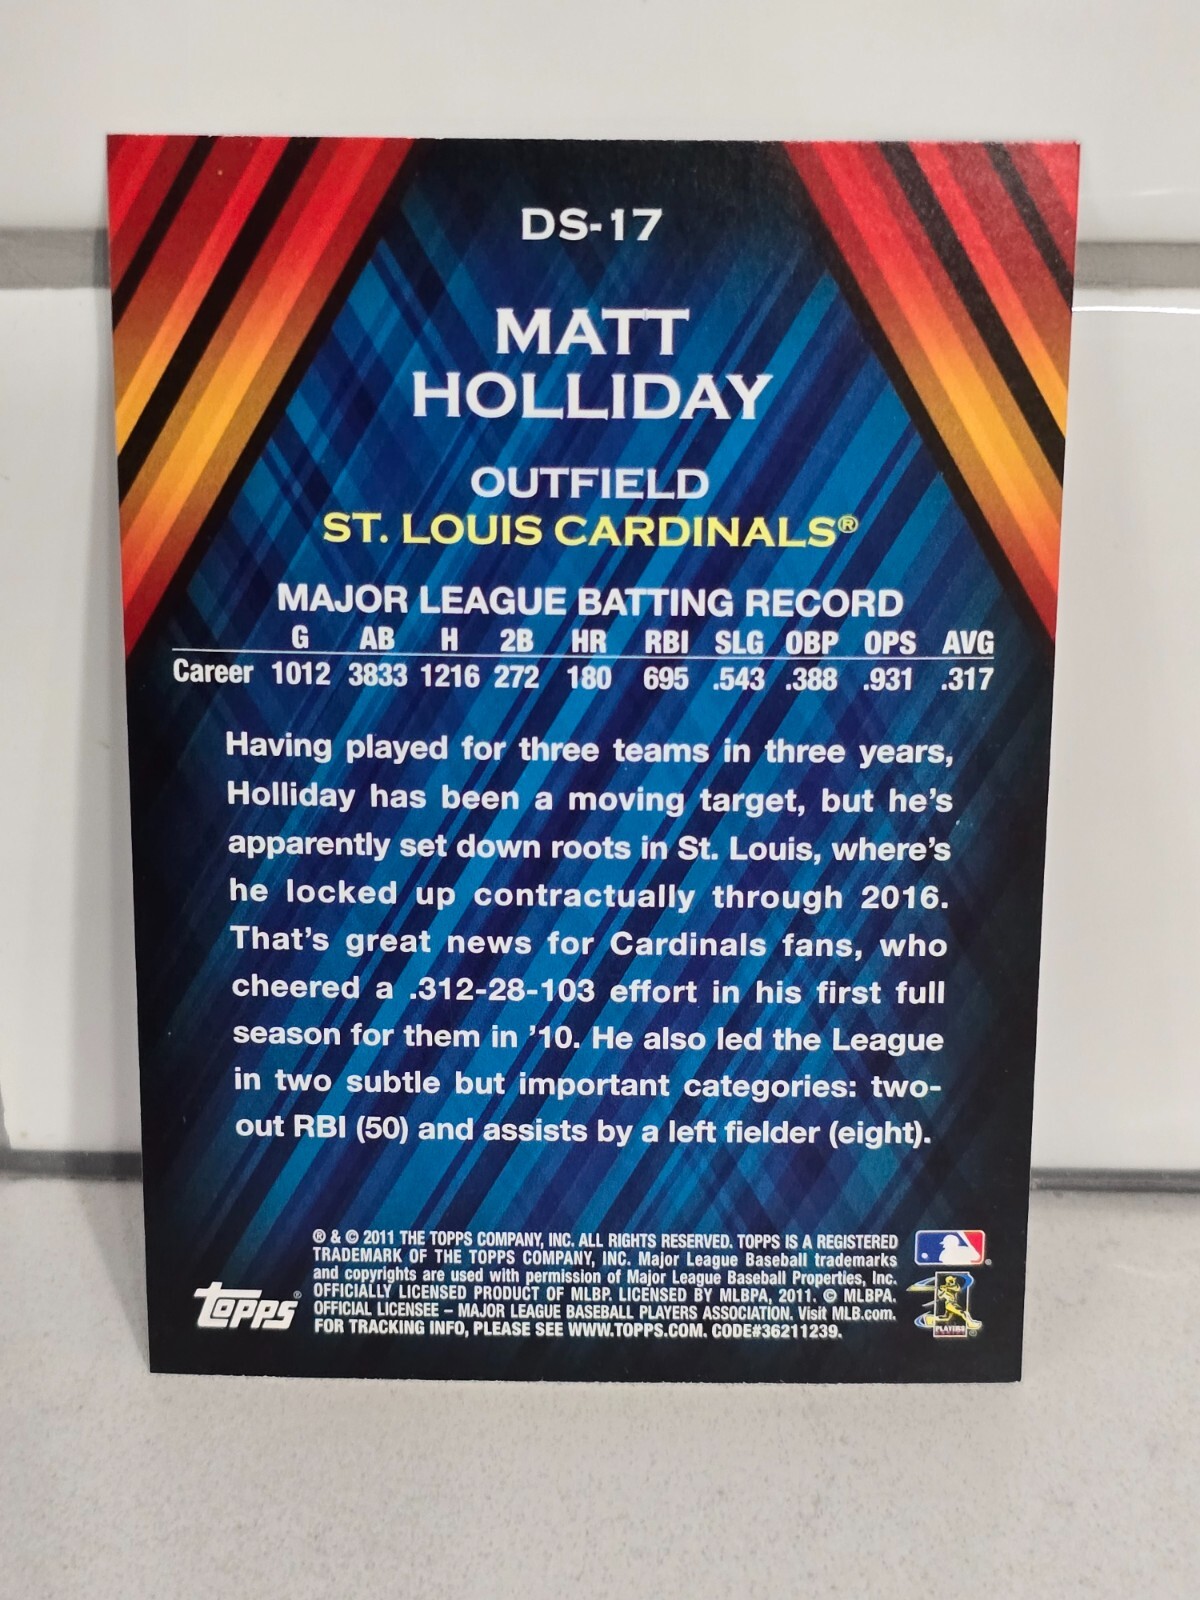 DS-17
MATT
HOLLIDAY
OUTFIELD
ST. LOUIS CARDINALS®
MAJOR LEAGUE BATTING RECORD
G AB H 2B HR RBI SLG OBP OPS AVG
Career 1012 3833 1216 272 180 695 .543 .388 .931 .317
Having played for three teams in three years,
Holliday has been a moving target, but he's
apparently set down roots in St. Louis, where's
he locked up contractually through 2016.
That's great news for Cardinals fans, who
cheered a .312-28-103 effort in his first full
season for them in '10. He also led the League
in two subtle but important categories: two-
out RBI (50) and assists by a left fielder (eight).
® & © 2011 THE TOPPS COMPANY, INC. ALL RIGHTS RESERVED. TOPPS IS A REGISTERED
TRADEMARK OF THE TOPPS COMPANY, INC. Major League Baseball trademarks
and copyrights are used with permission of Major League Baseball Properties, Inc.
OFFICIALLY LICENSED PRODUCT OF MLBP. LICENSED BY MLBPA, 2011. © MLBPA.
OFFICIAL LICENSEE – MAJOR LEAGUE BASEBALL PLAYERS ASSOCIATION. Visit MLB.com.
FOR TRACKING INFO, PLEASE SEE WWW.TOPPS.COM. CODE#36211239.
topps®
PLAYERS